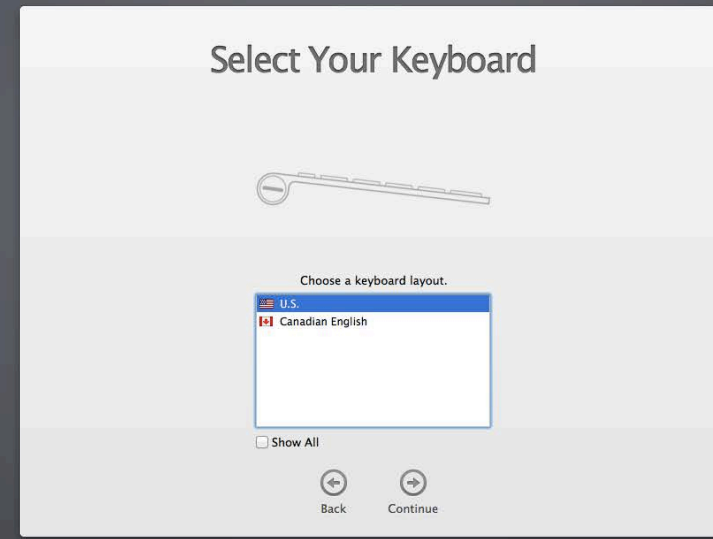 Select Your Keyboard
Choose a keyboard layout.
U.S.
Canadian English
Show All
Back
Continue